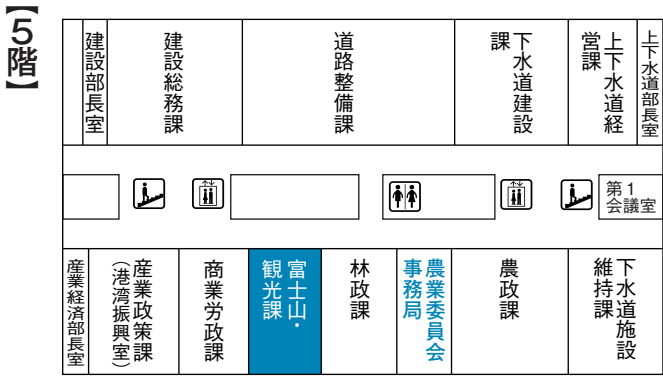 【5階】
建設部長室
建設総務課
道路整備課
下水道建設
課
上下水道経
営課
上下水道部長室
第1
会議室
産業経済部長室
産業政策課
（港湾振興室）
商業労政課
富士山・
観光課
林政課
農業委員会
事務局
農政課
下水道施設
維持課